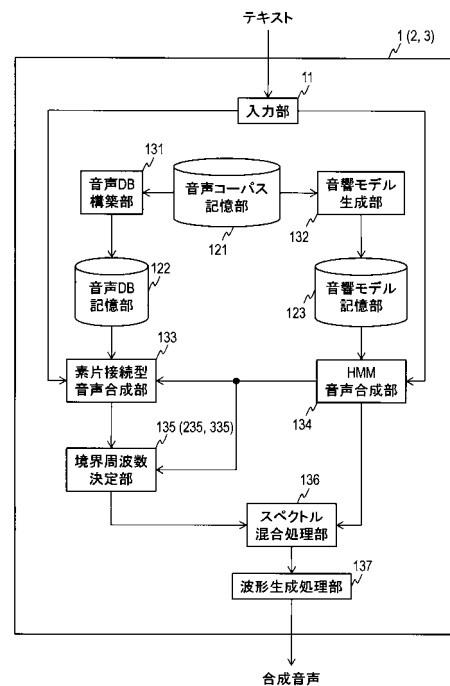 テキスト
1 (2, 3)
11
入力部
131
音声DB
構築部
音声コーパス
記憶部
121
音響モデル
生成部
132
122
音声DB
記憶部
音響モデル
記憶部
123
133
素片接続型
音声合成部
HMM
音声合成部
134
135 (235, 335)
境界周波数
決定部
136
スペクトル
混合処理部
137
波形生成処理部
合成音声